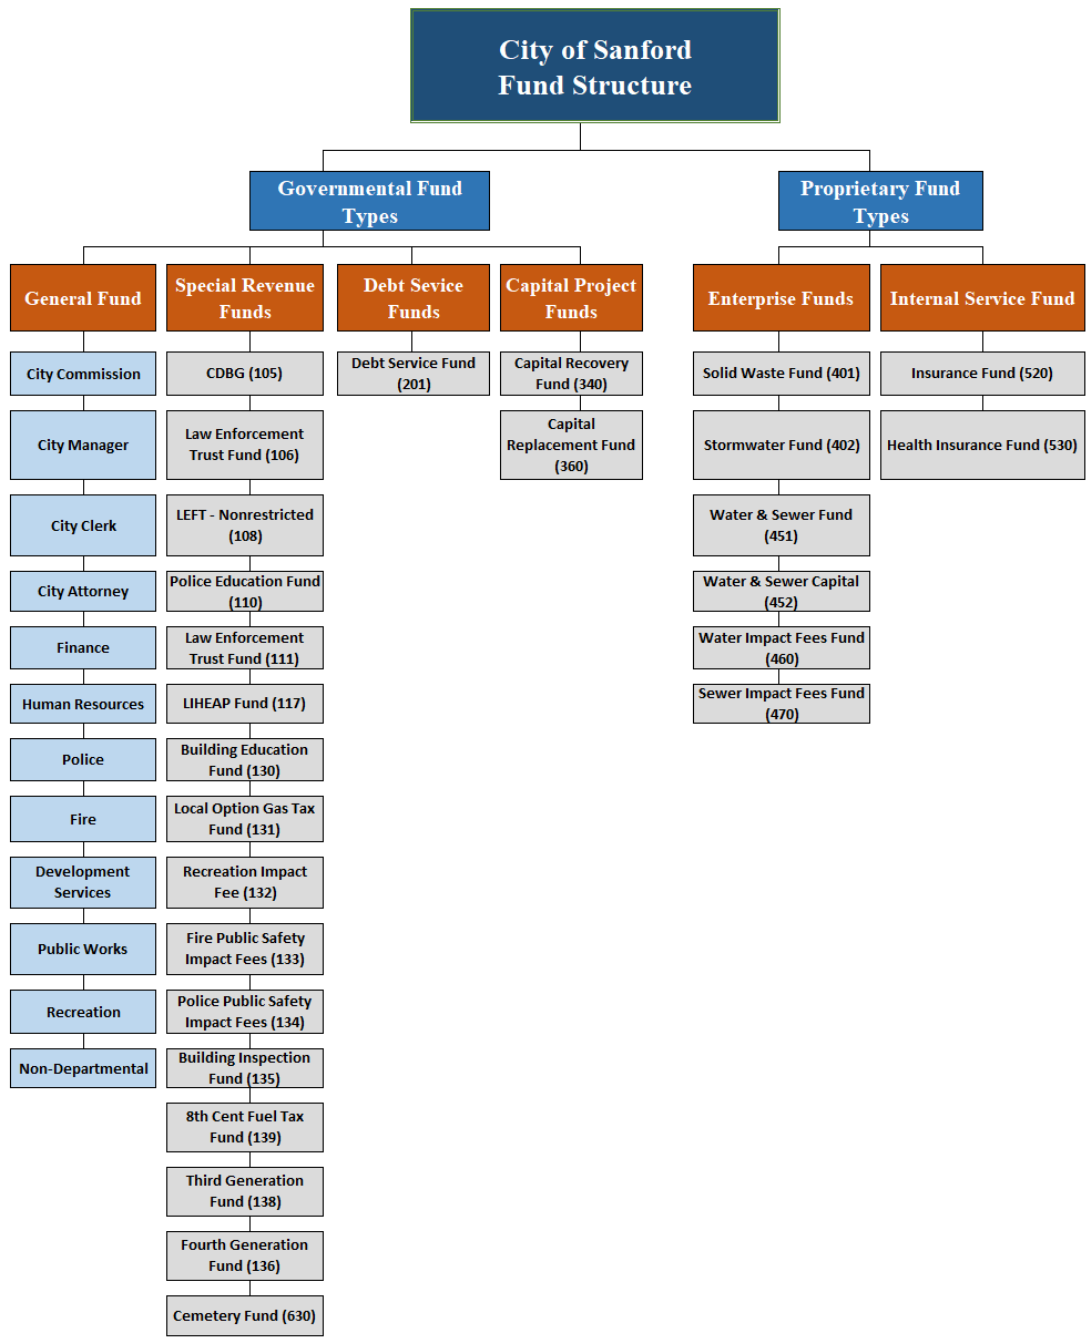 City of Sanford
Fund Structure
Governmental Fund
Types
Proprietary Fund
Types
General Fund
Special Revenue
Funds
Debt Sevice
Funds
Capital Project
Funds
Enterprise Funds
Internal Service Fund
City Commission
City Manager
City Clerk
City Attorney
Finance
Human Resources
Police
Fire
Development
Services
Public Works
Recreation
Non-Departmental
CDBG (105)
Law Enforcement
Trust Fund (106)
LEFT - Nonrestricted
(108)
Police Education Fund
(110)
Law Enforcement
Trust Fund (111)
LIHEAP Fund (117)
Building Education
Fund (130)
Local Option Gas Tax
Fund (131)
Recreation Impact
Fee (132)
Fire Public Safety
Impact Fees (133)
Police Public Safety
Impact Fees (134)
Building Inspection
Fund (135)
8th Cent Fuel Tax
Fund (139)
Third Generation
Fund (138)
Fourth Generation
Fund (136)
Cemetery Fund (630)
Debt Service Fund
(201)
Capital Recovery
Fund (340)
Capital
Replacement Fund
(360)
Solid Waste Fund (401)
Stormwater Fund (402)
Water & Sewer Fund
(451)
Water & Sewer Capital
(452)
Water Impact Fees Fund
(460)
Sewer Impact Fees Fund
(470)
Insurance Fund (520)
Health Insurance Fund (530)